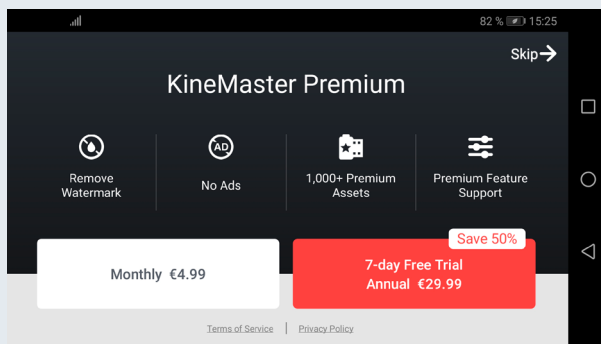 82 % 15:25
Skip
KineMaster Premium
AD
Remove
Watermark
No Ads
1,000+ Premium
Assets
Premium Feature
Support
Save 50%
Monthly €4.99
7-day Free Trial
Annual €29.99
Terms of Service | Privacy Policy